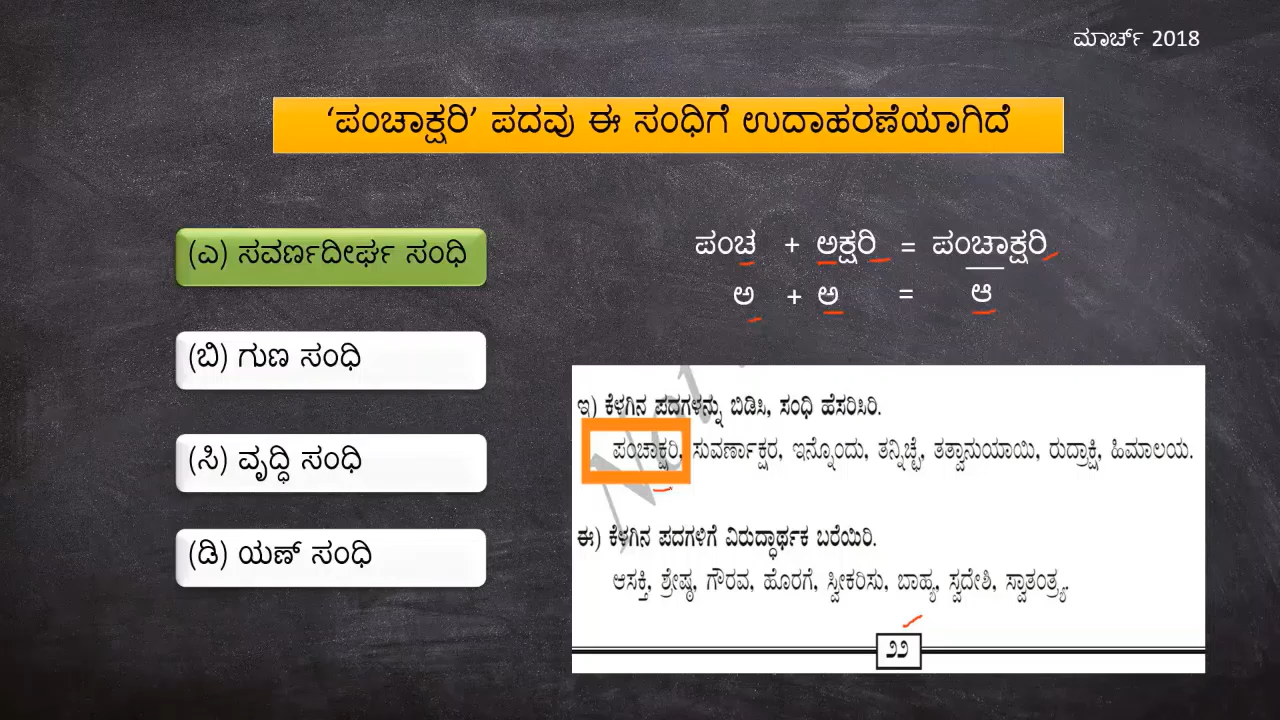 ಮಾರ್ಚ್ 2018
‘ಪಂಚಾಕ್ಷರಿ’ ಪದವು ಈ ಸಂಧಿಗೆ ಉದಾಹರಣೆಯಾಗಿದೆ
(ಎ) ಸವರ್ಣದೀರ್ಘ ಸಂಧಿ
(ಬಿ) ಗುಣ ಸಂಧಿ
(ಸಿ) ವೃದ್ಧಿ ಸಂಧಿ
(ಡಿ) ಯಣ್ ಸಂಧಿ
ಪಂಚ + ಅಕ್ಷರಿ = ಪಂಚಾಕ್ಷರಿ
ಅ + ಅ = ಆ
ಇ) ಕೆಳಗಿನ ಪದಗಳನ್ನು ಬಿಡಿಸಿ, ಸಂಧಿ ಹೆಸರಿಸಿರಿ.
ಪಂಚಾಕ್ಷರಿ, ಸುವರ್ಣಾಕ್ಷರ, ಇನ್ನೊಂದು, ತನ್ನಿಚ್ಛೆ, ತತ್ವಾನುಯಾಯಿ, ರುದ್ರಾಕ್ಷಿ, ಹಿಮಾಲಯ.
ಈ) ಕೆಳಗಿನ ಪದಗಳಿಗೆ ವಿರುದ್ಧಾರ್ಥಕ ಬರೆಯಿರಿ.
ಆಸಕ್ತಿ, ಶ್ರೇಷ್ಠ, ಗೌರವ, ಹೊರಗೆ, ಸ್ವೀಕರಿಸು, ಬಾಹ್ಯ, ಸ್ವದೇಶಿ, ಸ್ವಾತಂತ್ರ್ಯ.
೨೨